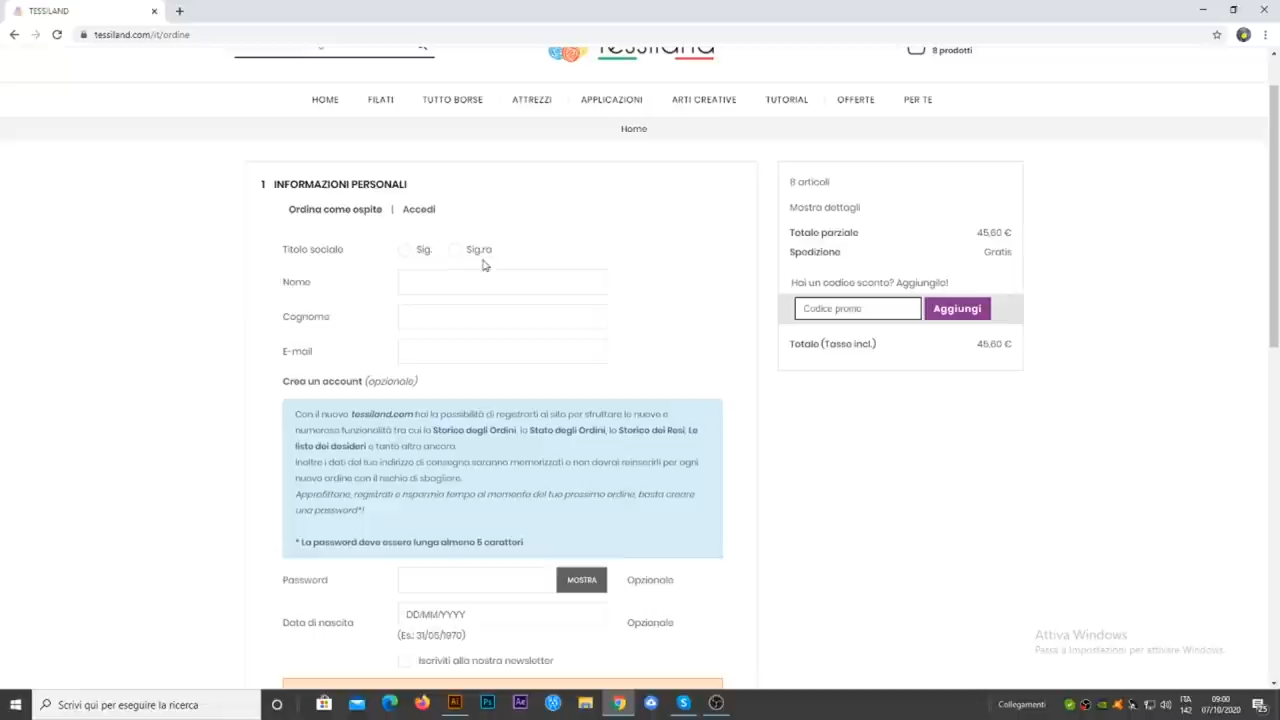 TESSILAND
tessiland.com/it/ordine
tessiland
8 prodotti
HOME FILATI TUTTO BORSE ATTREZZI APPLICAZIONI ARTI CREATIVE TUTORIAL OFFERTE PER TE
Home
1 INFORMAZIONI PERSONALI
Ordina come ospite | Accedi
Titolo sociale Sig. Sig.ra
Nome
Cognome
E-mail
Crea un account (opzionale)
Con il nuovo tessiland.com hai la possibilità di registrarti al sito per sfruttare le nuove e
numerose funzionalità tra cui lo Storico degli Ordini, lo Stato degli Ordini, lo Storico dei Resi, Le
liste dei desideri e tanto altro ancora.
Inoltre i dati del tuo indirizzo di consegna saranno memorizzati e non dovrai reinserirli per ogni
nuovo ordine con il rischio di sbagliare.
Approfittane, registrati e risparmia tempo al momento del tuo prossimo ordine, basta creare
una password*!
* La password deve essere lunga almeno 5 caratteri
Password MOSTRA Opzionale
Data di nascita DD/MM/YYYY Opzionale
(Es.: 31/05/1970)
Iscriviti alla nostra newsletter
8 articoli
Mostra dettagli
Totale parziale 45,60 €
Spedizione Gratis
Hai un codice sconto? Aggiungilo!
Codice promo Aggiungi
Totale (Tasse incl.) 45,60 €
Attiva Windows
Passa a Impostazioni per attivare Windows.
Scrivi qui per eseguire la ricerca
Ai Ps Ae
Collegamenti
ITA 09:00
142 07/10/2020
25